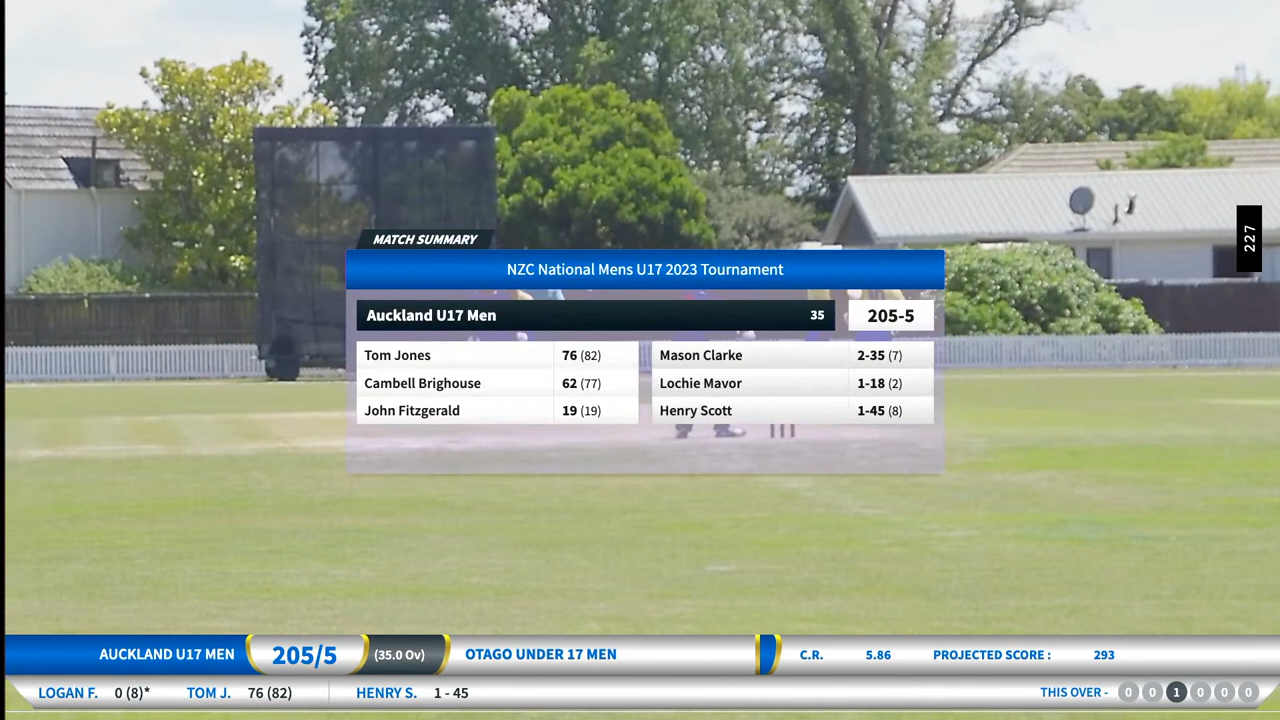 MATCH SUMMARY
NZC National Mens U17 2023 Tournament
Auckland U17 Men 35 205-5
Tom Jones 76 (82) Mason Clarke 2-35 (7)
Cambell Brighouse 62 (77) Lochie Mavor 1-18 (2)
John Fitzgerald 19 (19) Henry Scott 1-45 (8)
227
AUCKLAND U17 MEN 205/5 (35.0 Ov) OTAGO UNDER 17 MEN C.R. 5.86 PROJECTED SCORE : 293
LOGAN F. 0 (8)* TOM J. 76 (82) HENRY S. 1 - 45 THIS OVER - 0 0 1 0 0 0